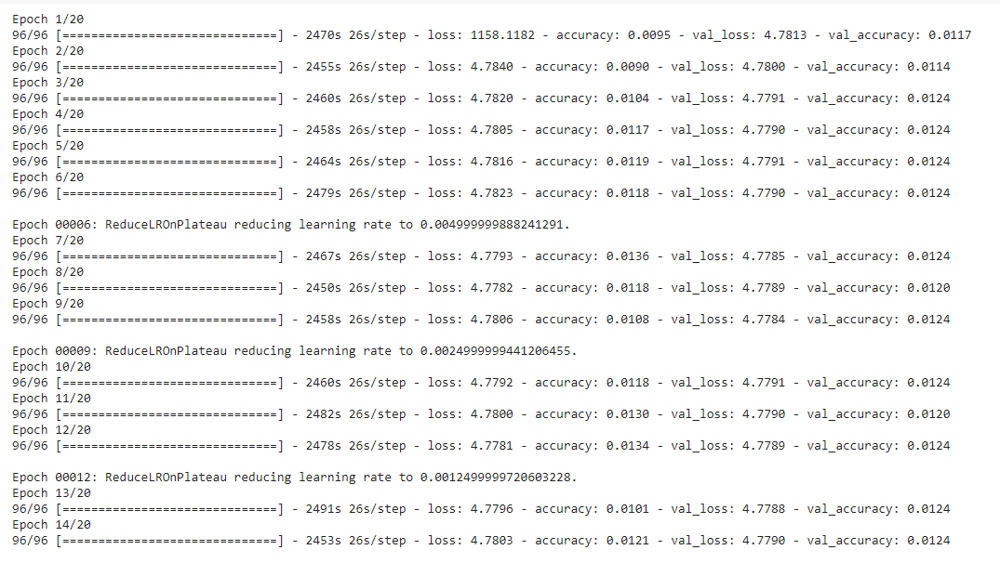 Epoch 1/20
96/96 [==============================] - 2470s 26s/step - loss: 1158.1182 - accuracy: 0.0095 - val_loss: 4.7813 - val_accuracy: 0.0117
Epoch 2/20
96/96 [==============================] - 2455s 26s/step - loss: 4.7840 - accuracy: 0.0090 - val_loss: 4.7800 - val_accuracy: 0.0114
Epoch 3/20
96/96 [==============================] - 2460s 26s/step - loss: 4.7820 - accuracy: 0.0104 - val_loss: 4.7791 - val_accuracy: 0.0124
Epoch 4/20
96/96 [==============================] - 2458s 26s/step - loss: 4.7805 - accuracy: 0.0117 - val_loss: 4.7790 - val_accuracy: 0.0124
Epoch 5/20
96/96 [==============================] - 2464s 26s/step - loss: 4.7816 - accuracy: 0.0119 - val_loss: 4.7791 - val_accuracy: 0.0124
Epoch 6/20
96/96 [==============================] - 2479s 26s/step - loss: 4.7823 - accuracy: 0.0118 - val_loss: 4.7790 - val_accuracy: 0.0124
Epoch 00006: ReduceLROnPlateau reducing learning rate to 0.004999999888241291.
Epoch 7/20
96/96 [==============================] - 2467s 26s/step - loss: 4.7793 - accuracy: 0.0136 - val_loss: 4.7785 - val_accuracy: 0.0124
Epoch 8/20
96/96 [==============================] - 2450s 26s/step - loss: 4.7782 - accuracy: 0.0118 - val_loss: 4.7789 - val_accuracy: 0.0120
Epoch 9/20
96/96 [==============================] - 2458s 26s/step - loss: 4.7806 - accuracy: 0.0108 - val_loss: 4.7784 - val_accuracy: 0.0124
Epoch 00009: ReduceLROnPlateau reducing learning rate to 0.0024999999441206455.
Epoch 10/20
96/96 [==============================] - 2460s 26s/step - loss: 4.7792 - accuracy: 0.0118 - val_loss: 4.7791 - val_accuracy: 0.0124
Epoch 11/20
96/96 [==============================] - 2482s 26s/step - loss: 4.7800 - accuracy: 0.0130 - val_loss: 4.7790 - val_accuracy: 0.0120
Epoch 12/20
96/96 [==============================] - 2478s 26s/step - loss: 4.7781 - accuracy: 0.0134 - val_loss: 4.7789 - val_accuracy: 0.0124
Epoch 00012: ReduceLROnPlateau reducing learning rate to 0.0012499999720603228.
Epoch 13/20
96/96 [==============================] - 2491s 26s/step - loss: 4.7796 - accuracy: 0.0101 - val_loss: 4.7788 - val_accuracy: 0.0124
Epoch 14/20
96/96 [==============================] - 2453s 26s/step - loss: 4.7803 - accuracy: 0.0121 - val_loss: 4.7790 - val_accuracy: 0.0124